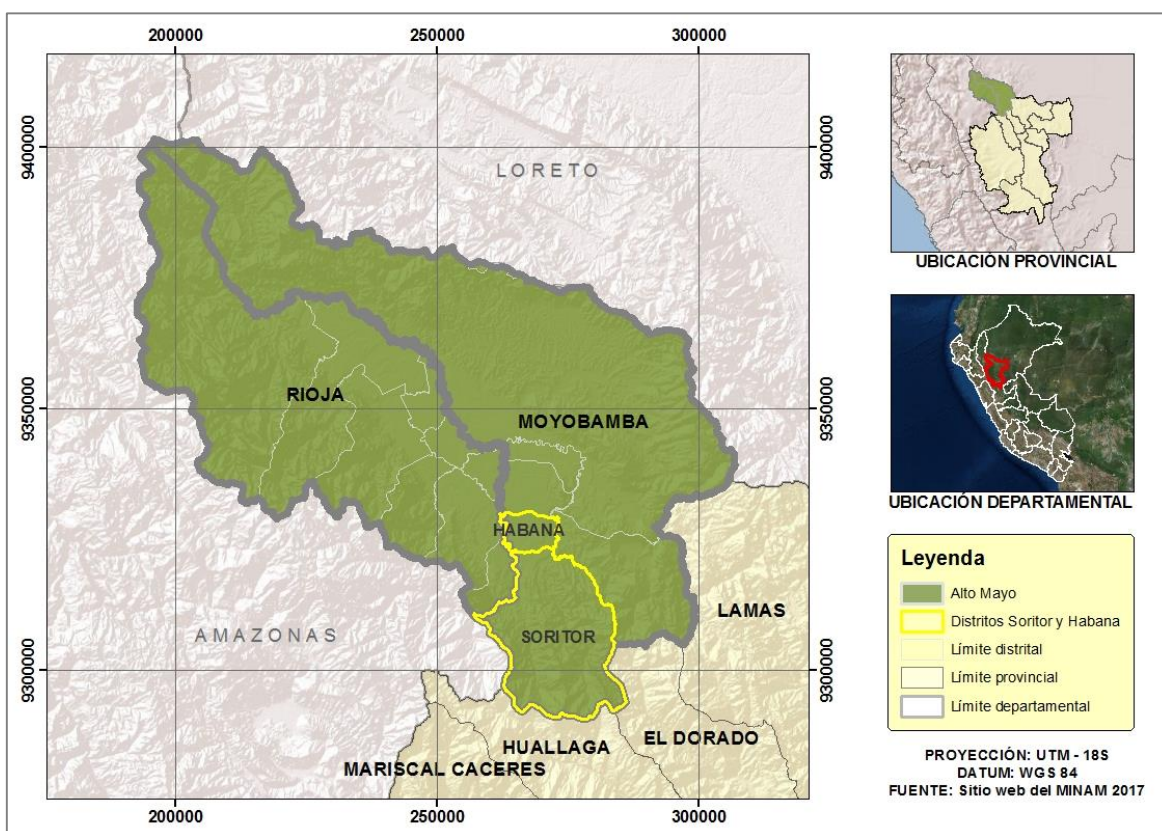 200000
250000
300000
9400000
9400000
LORETO
RIOJA
9350000
9350000
MOYOBAMBA
HABANA
LAMAS
AMAZONAS
SORITOR
9300000
9300000
EL DORADO
HUALLAGA
MARISCAL CACERES
200000
250000
300000
UBICACIÓN PROVINCIAL
UBICACIÓN DEPARTAMENTAL
Leyenda
Alto Mayo
Distritos Soritor y Habana
Límite distrital
Límite provincial
Límite departamental
PROYECCIÓN: UTM - 18S
DATUM: WGS 84
FUENTE: Sitio web del MINAM 2017